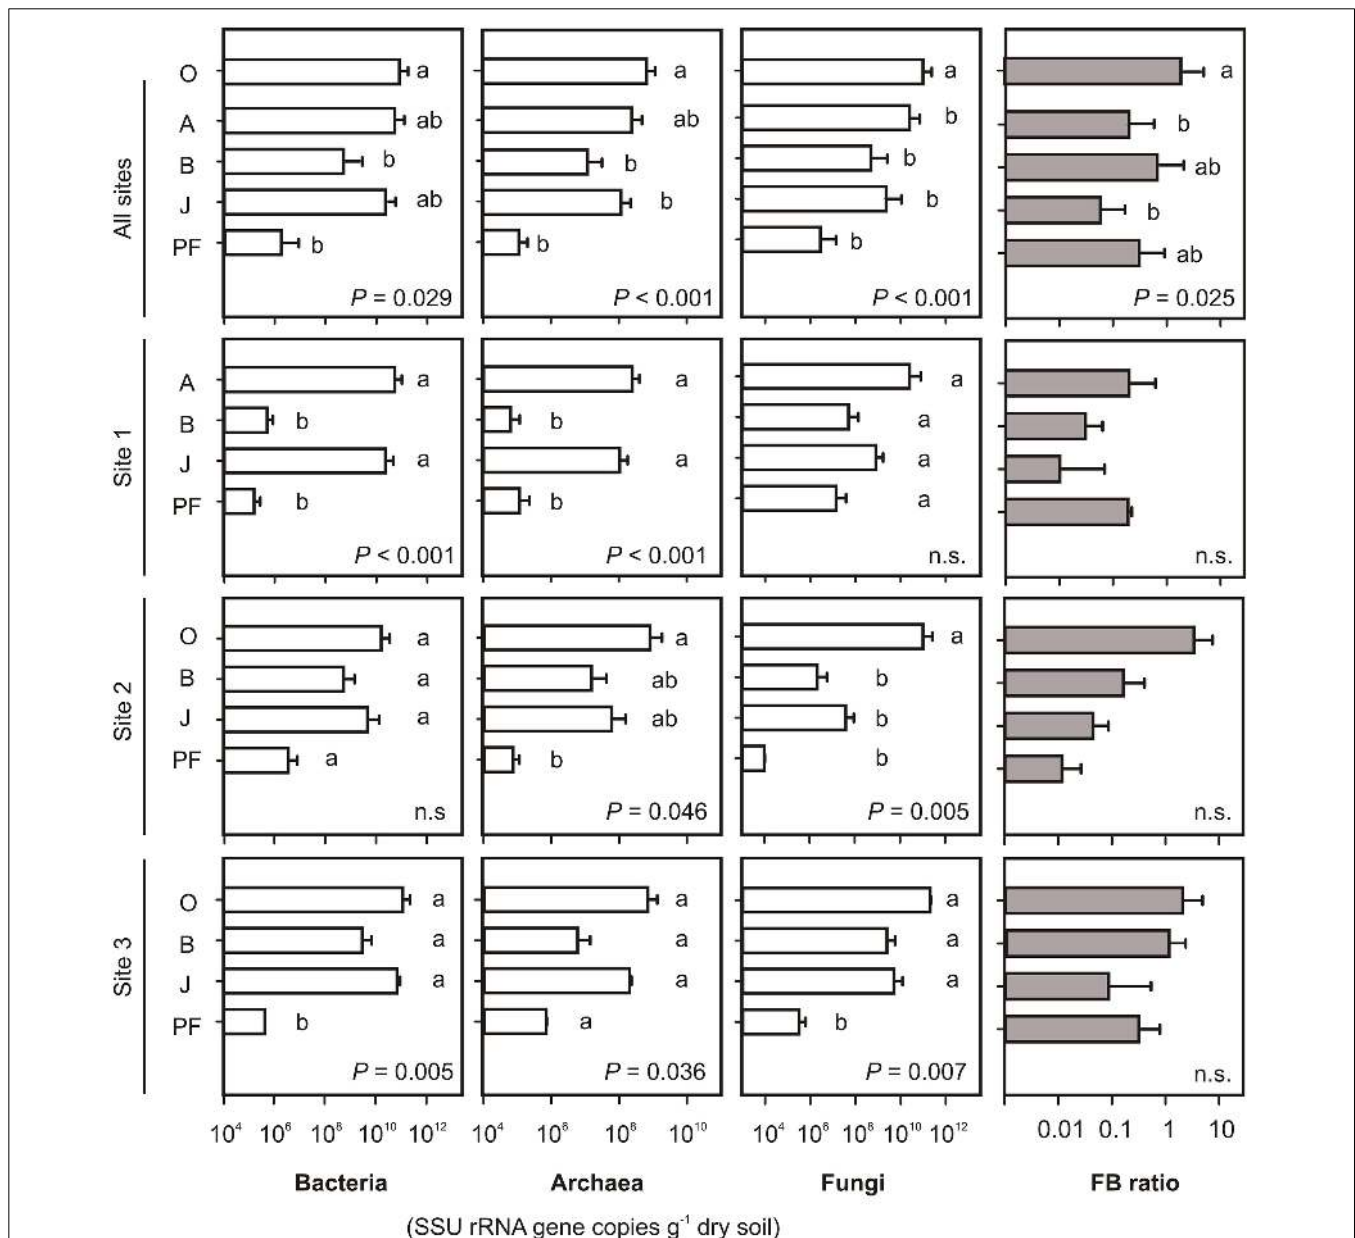 All sites
O a a a a
A ab ab b b
B b b b ab
J ab b b b
PF b b b ab
P = 0.029 P < 0.001 P < 0.001 P = 0.025
Site 1
A a a a
B b b a
J a a a
PF b b a
P < 0.001 P < 0.001 n.s. n.s.
Site 2
O a a a
B a ab b
J a ab b
PF a b b
n.s P = 0.046 P = 0.005 n.s.
Site 3
O a a a
B a a a
J a a a
PF b a b
P = 0.005 P = 0.036 P = 0.007 n.s.
10⁴ 10⁶ 10⁸ 10¹⁰ 10¹² 10⁴ 10⁶ 10⁸ 10¹⁰ 10⁴ 10⁶ 10⁸ 10¹⁰ 10¹² 0.01 0.1 1 10
Bacteria Archaea Fungi FB ratio
(SSU rRNA gene copies g⁻¹ dry soil)